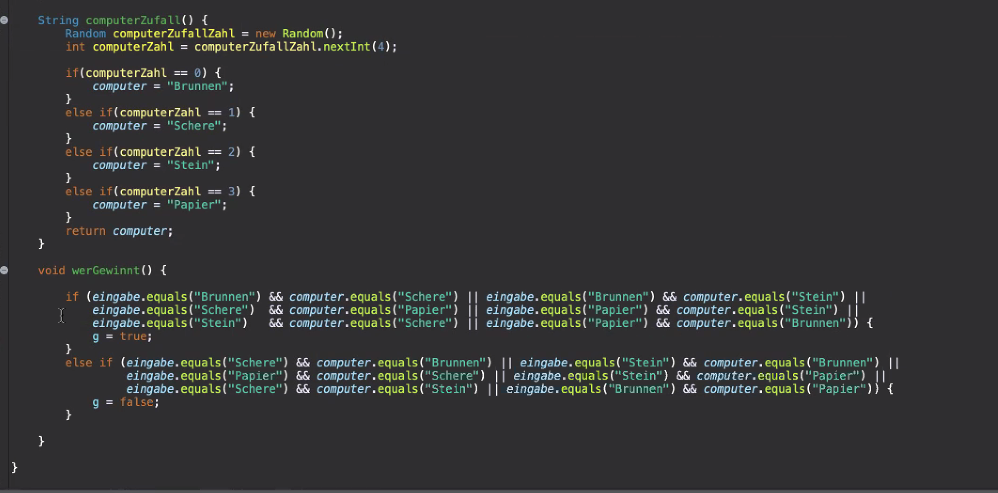 String computerZufall() {
Random computerZufallZahl = new Random();
int computerZahl = computerZufallZahl.nextInt(4);
if(computerZahl == 0) {
computer = "Brunnen";
}
else if(computerZahl == 1) {
computer = "Schere";
}
else if(computerZahl == 2) {
computer = "Stein";
}
else if(computerZahl == 3) {
computer = "Papier";
}
return computer;
}
void werGewinnt() {
if (eingabe.equals("Brunnen") && computer.equals("Schere") || eingabe.equals("Brunnen") && computer.equals("Stein") ||
eingabe.equals("Schere") && computer.equals("Papier") || eingabe.equals("Papier") && computer.equals("Stein") ||
eingabe.equals("Stein") && computer.equals("Schere") || eingabe.equals("Papier") && computer.equals("Brunnen")) {
g = true;
}
else if (eingabe.equals("Schere") && computer.equals("Brunnen") || eingabe.equals("Stein") && computer.equals("Brunnen") ||
eingabe.equals("Papier") && computer.equals("Schere") || eingabe.equals("Stein") && computer.equals("Papier") ||
eingabe.equals("Schere") && computer.equals("Stein") || eingabe.equals("Brunnen") && computer.equals("Papier")) {
g = false;
}
}
}